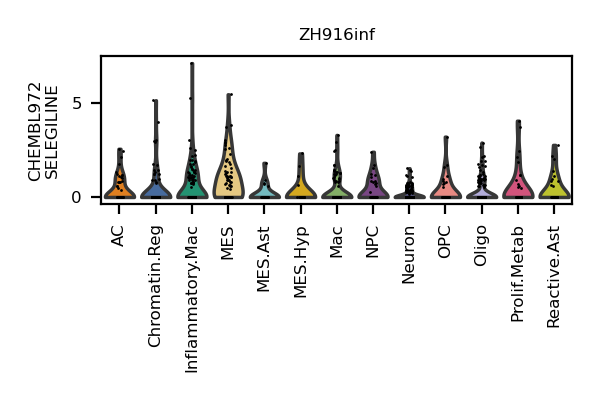 ZH916inf
CHEMBL972
SELEGILINE
5
0
AC
Chromatin.Reg
Inflammatory.Mac
MES
MES.Ast
MES.Hyp
Mac
NPC
Neuron
OPC
Oligo
Prolif.Metab
Reactive.Ast